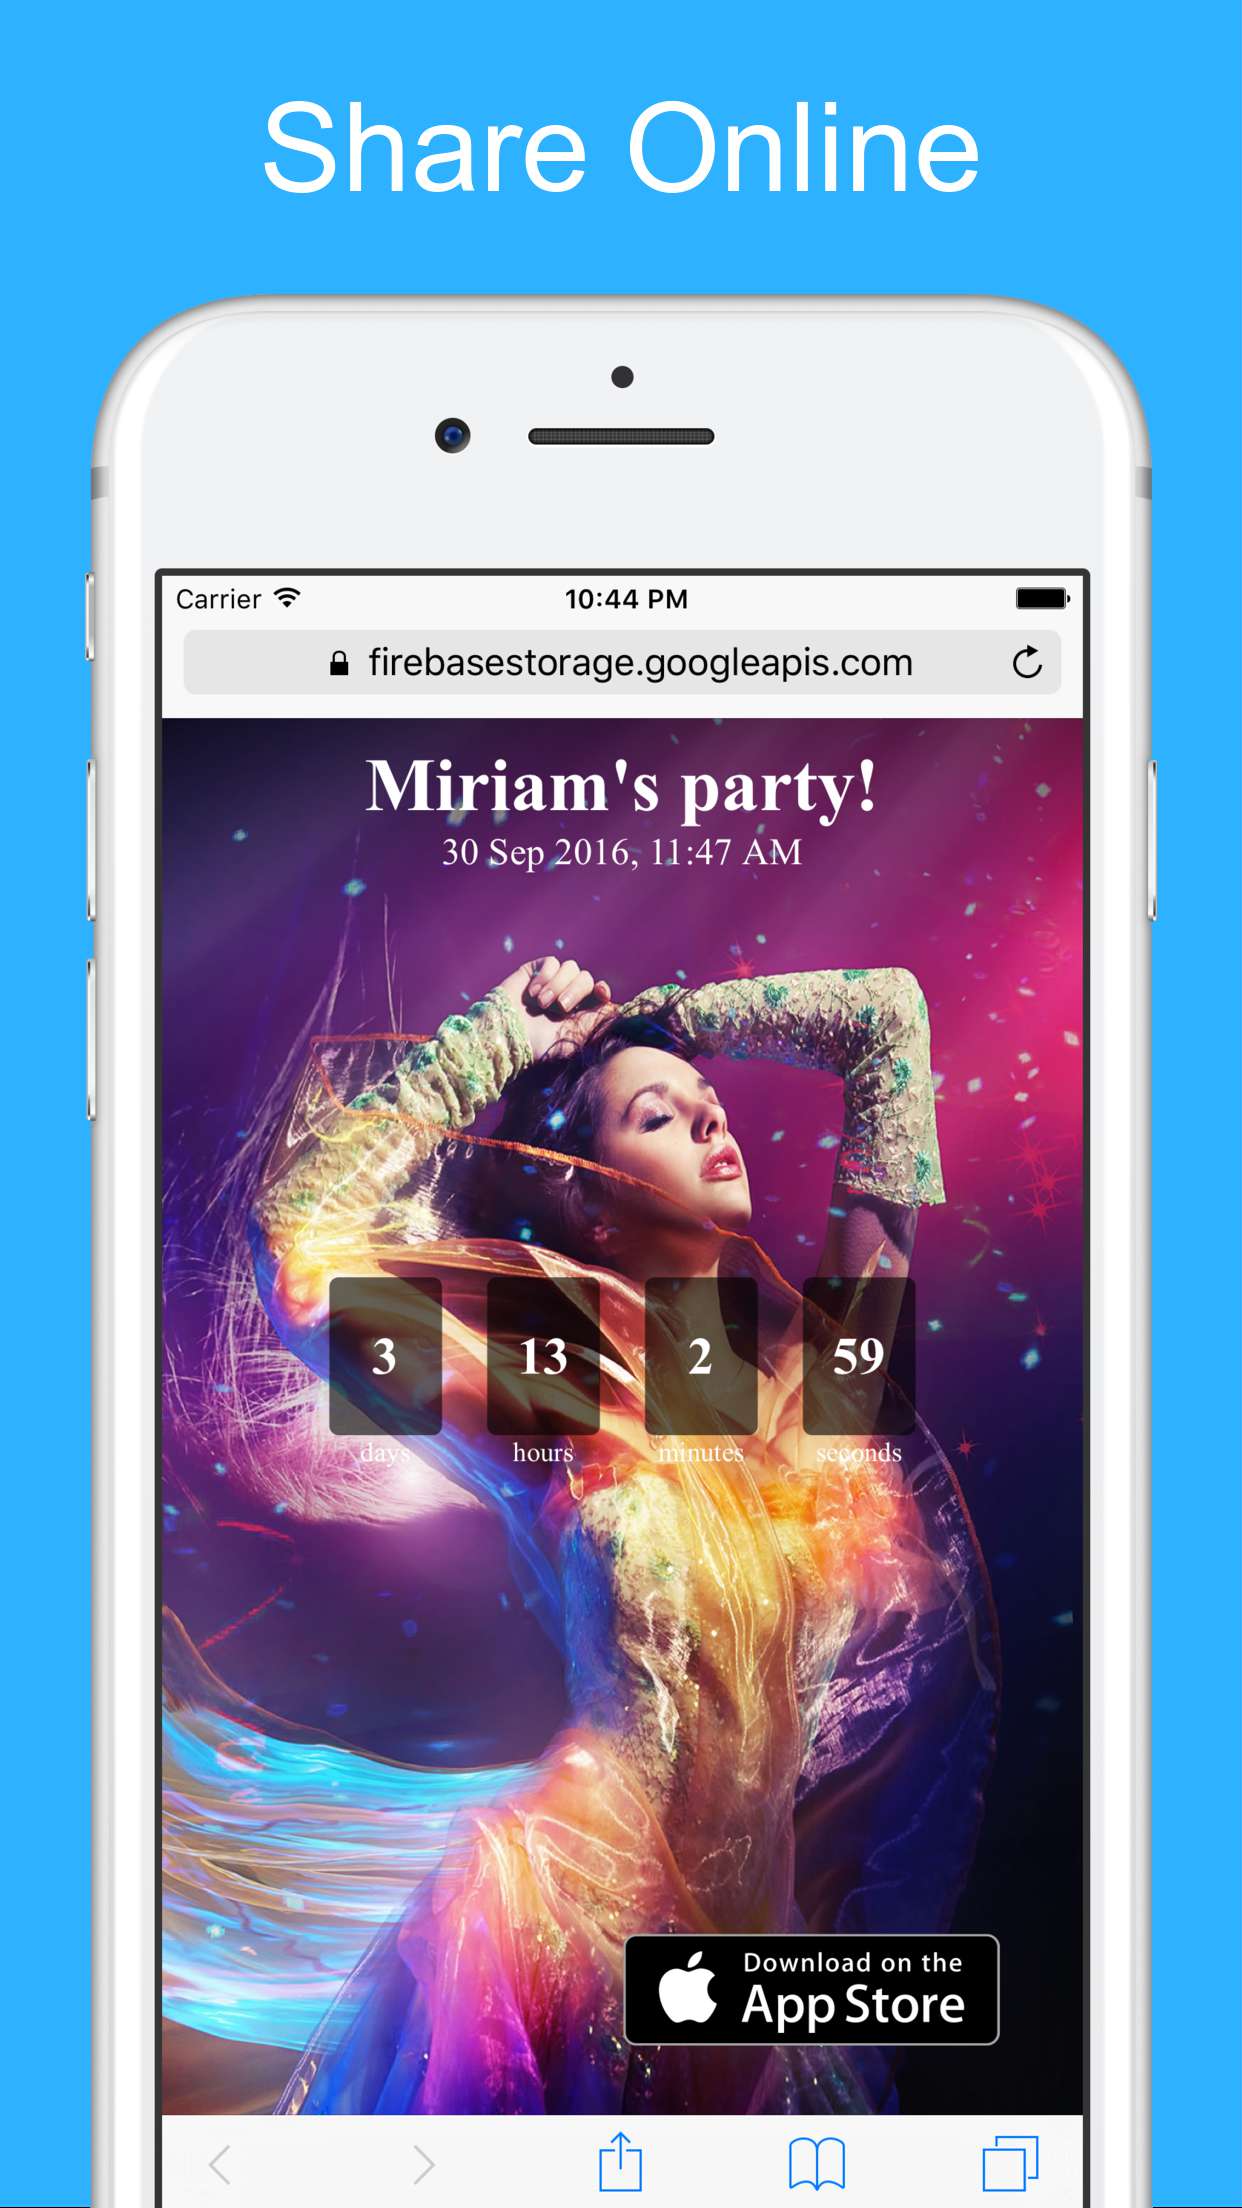 Share Online
Carrier
10:44 PM
firebasestorage.googleapis.com
Miriam's party!
30 Sep 2016, 11:47 AM
3 13 2 59
days hours minutes seconds
Download on the
App Store